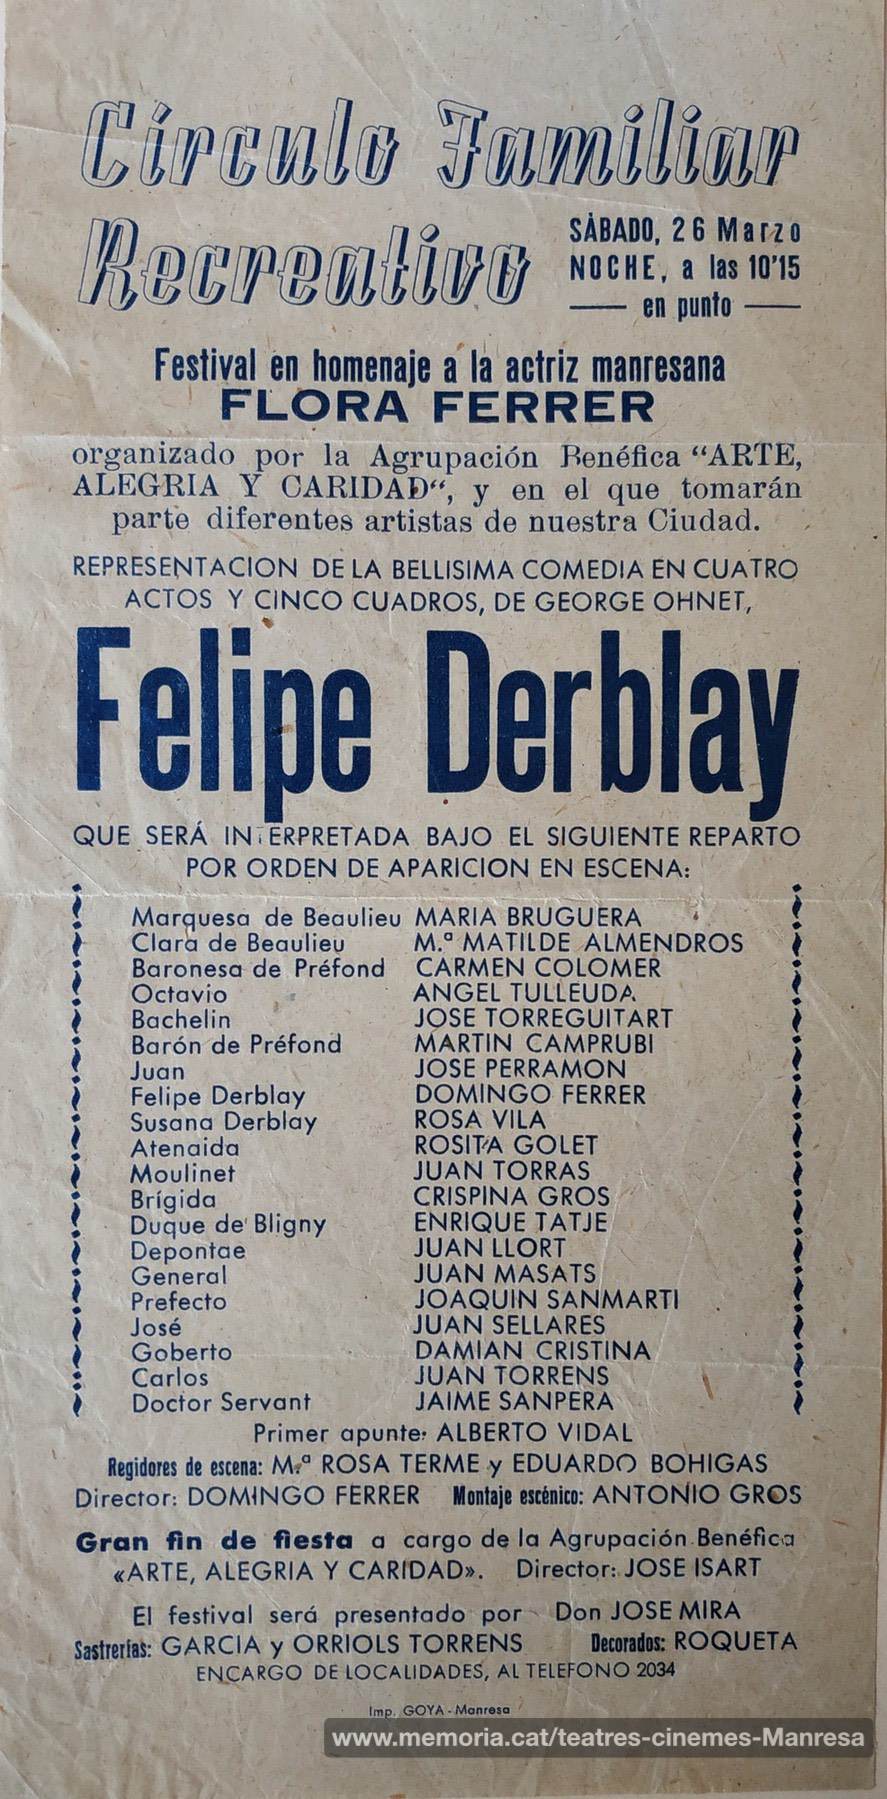 Círculo Familiar
Recreativo
SÁBADO, 26 Marzo
NOCHE, a las 10'15
en punto
Festival en homenaje a la actriz manresana
FLORA FERRER
organizado por la Agrupación Benéfica “ARTE,
ALEGRIA Y CARIDAD“, y en el que tomarán
parte diferentes artistas de nuestra Ciudad.
REPRESENTACION DE LA BELLISIMA COMEDIA EN CUATRO
ACTOS Y CINCO CUADROS, DE GEORGE OHNET,
Felipe Derblay
QUE SERÁ INTERPRETADA BAJO EL SIGUIENTE REPARTO
POR ORDEN DE APARICION EN ESCENA:
Marquesa de Beaulieu MARIA BRUGUERA
Clara de Beaulieu M.ª MATILDE ALMENDROS
Baronesa de Préfond CARMEN COLOMER
Octavio ANGEL TULLEUDA
Bachelin JOSE TORREGUITART
Barón de Préfond MARTIN CAMPRUBI
Juan JOSE PERRAMON
Felipe Derblay DOMINGO FERRER
Susana Derblay ROSA VILA
Atenaida ROSITA GOLET
Moulinet JUAN TORRAS
Brígida CRISPINA GROS
Duque de Bligny ENRIQUE TATJE
Depontae JUAN LLORT
General JUAN MASATS
Prefecto JOAQUIN SANMARTI
José JUAN SELLARES
Goberto DAMIAN CRISTINA
Carlos JUAN TORRENS
Doctor Servant JAIME SANPERA
Primer apunte: ALBERTO VIDAL
Regidores de escena: M.ª ROSA TERME y EDUARDO BOHIGAS
Director: DOMINGO FERRER Montaje escénico: ANTONIO GROS
Gran fin de fiesta a cargo de la Agrupación Benéfica
«ARTE, ALEGRIA Y CARIDAD». Director: JOSE ISART
El festival será presentado por Don JOSE MIRA
Sastrerías: GARCIA y ORRIOLS TORRENS Decorados: ROQUETA
ENCARGO DE LOCALIDADES, AL TELEFONO 2034
Imp. GOYA - Manresa
www.memoria.cat/teatres-cinemes-Manresa